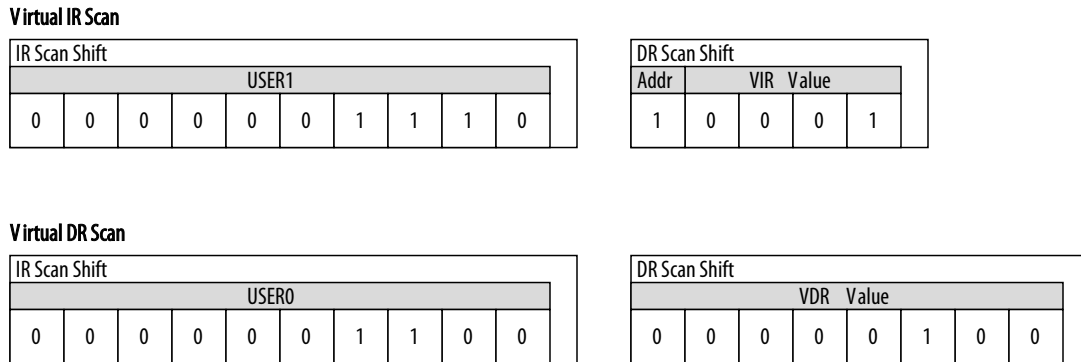 Virtual IR Scan
IR Scan Shift
USER1
0 0 0 0 0 0 1 1 1 0
DR Scan Shift
Addr VIR Value
1 0 0 0 1
Virtual DR Scan
IR Scan Shift
USER0
0 0 0 0 0 0 1 1 0 0
DR Scan Shift
VDR Value
0 0 0 0 0 1 0 0